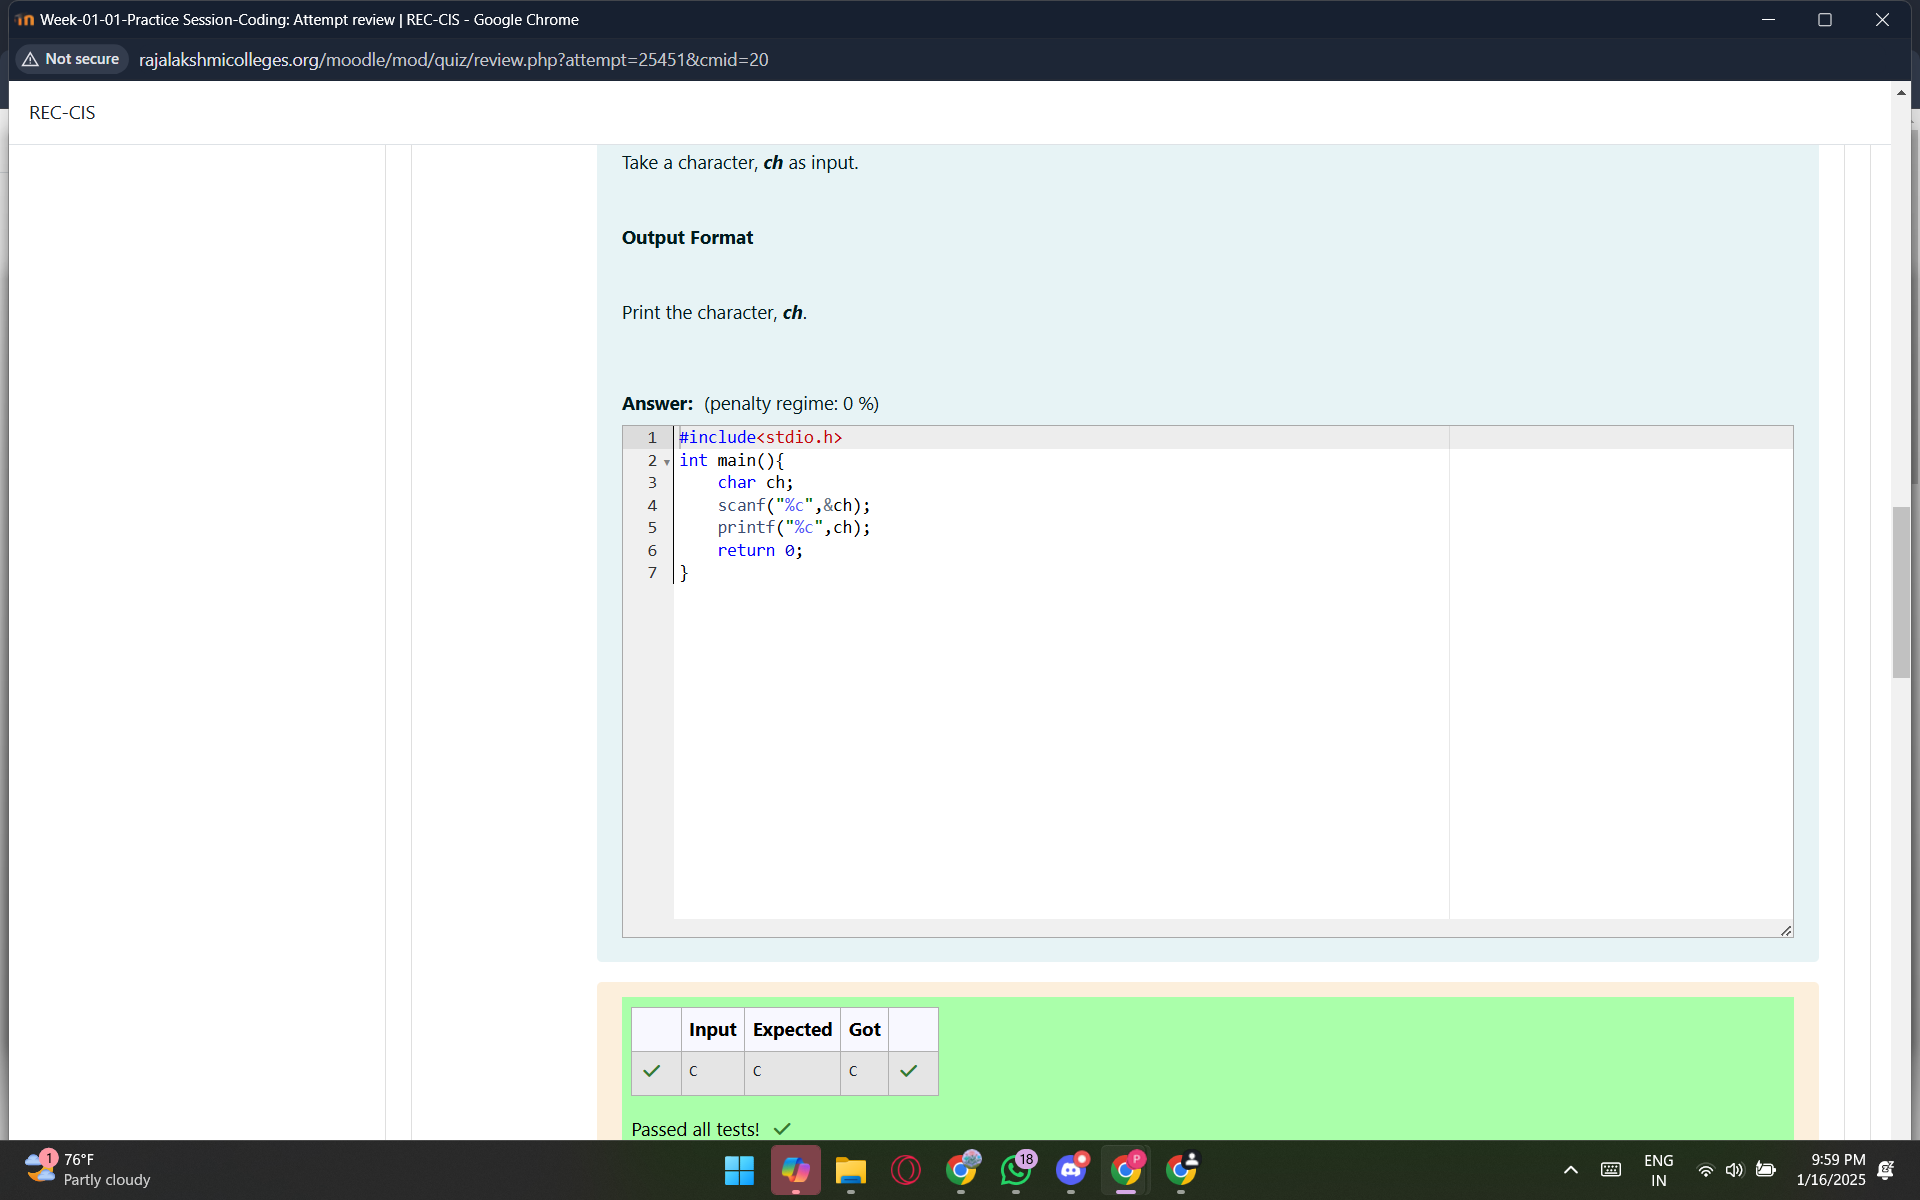 Week-01-01-Practice Session-Coding: Attempt review | REC-CIS - Google Chrome
Not secure rajalakshmicolleges.org/moodle/mod/quiz/review.php?attempt=25451&cmid=20
REC-CIS
Take a character, ch as input.
Output Format
Print the character, ch.
Answer: (penalty regime: 0 %)
1 #include<stdio.h>
2 int main(){
3 char ch;
4 scanf("%c",&ch);
5 printf("%c",ch);
6 return 0;
7 }
Input Expected Got
C C C
Passed all tests!
1 76°F
Partly cloudy
18
P
ENG
IN
9:59 PM
1/16/2025